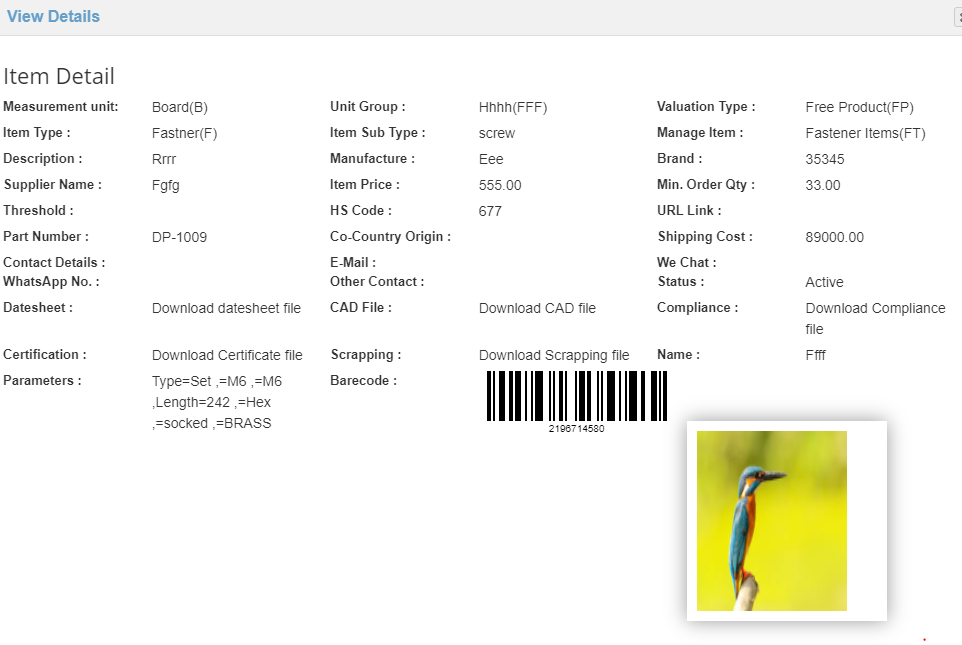 View Details
Item Detail
Measurement unit: Board(B) Unit Group : Hhhh(FFF) Valuation Type : Free Product(FP)
Item Type : Fastner(F) Item Sub Type : screw Manage Item : Fastener Items(FT)
Description : Rrrr Manufacture : Eee Brand : 35345
Supplier Name : Fgfg Item Price : 555.00 Min. Order Qty : 33.00
Threshold : HS Code : 677 URL Link :
Part Number : DP-1009 Co-Country Origin : Shipping Cost : 89000.00
Contact Details : E-Mail : We Chat :
WhatsApp No. : Other Contact : Status : Active
Datesheet : Download datesheet file CAD File : Download CAD file Compliance : Download Compliance
file
Certification : Download Certificate file Scrapping : Download Scrapping file Name : Ffff
Parameters : Type=Set ,=M6 ,=M6 Barecode :
,Length=242 ,=Hex
,=socked ,=BRASS
2196714580